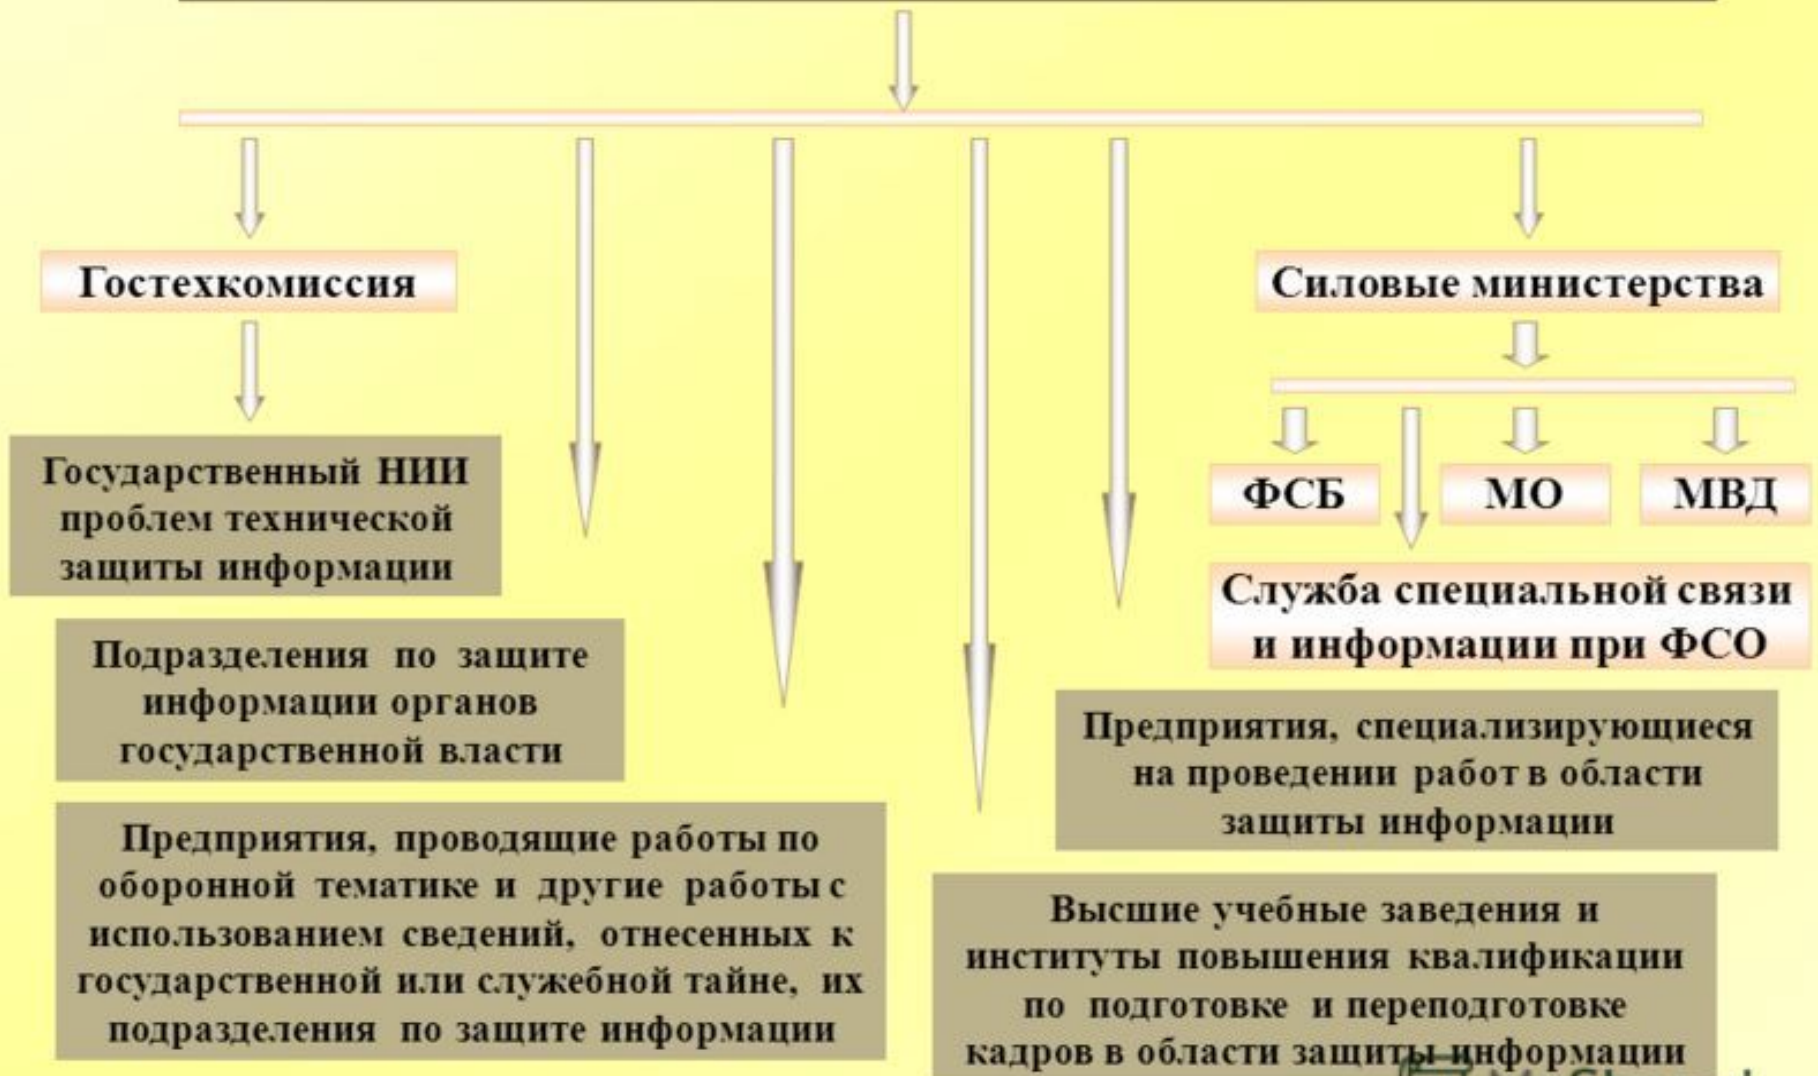 Гостехкомиссия
Силовые министерства
Государственный НИИ
проблем технической
защиты информации
ФСБ
МО
МВД
Служба специальной связи
и информации при ФСО
Подразделения по защите
информации органов
государственной власти
Предприятия, специализирующиеся
на проведении работ в области
защиты информации
Предприятия, проводящие работы по
оборонной тематике и другие работы с
использованием сведений, отнесенных к
государственной или служебной тайне, их
подразделения по защите информации
Высшие учебные заведения и
институты повышения квалификации
по подготовке и переподготовке
кадров в области защиты информации